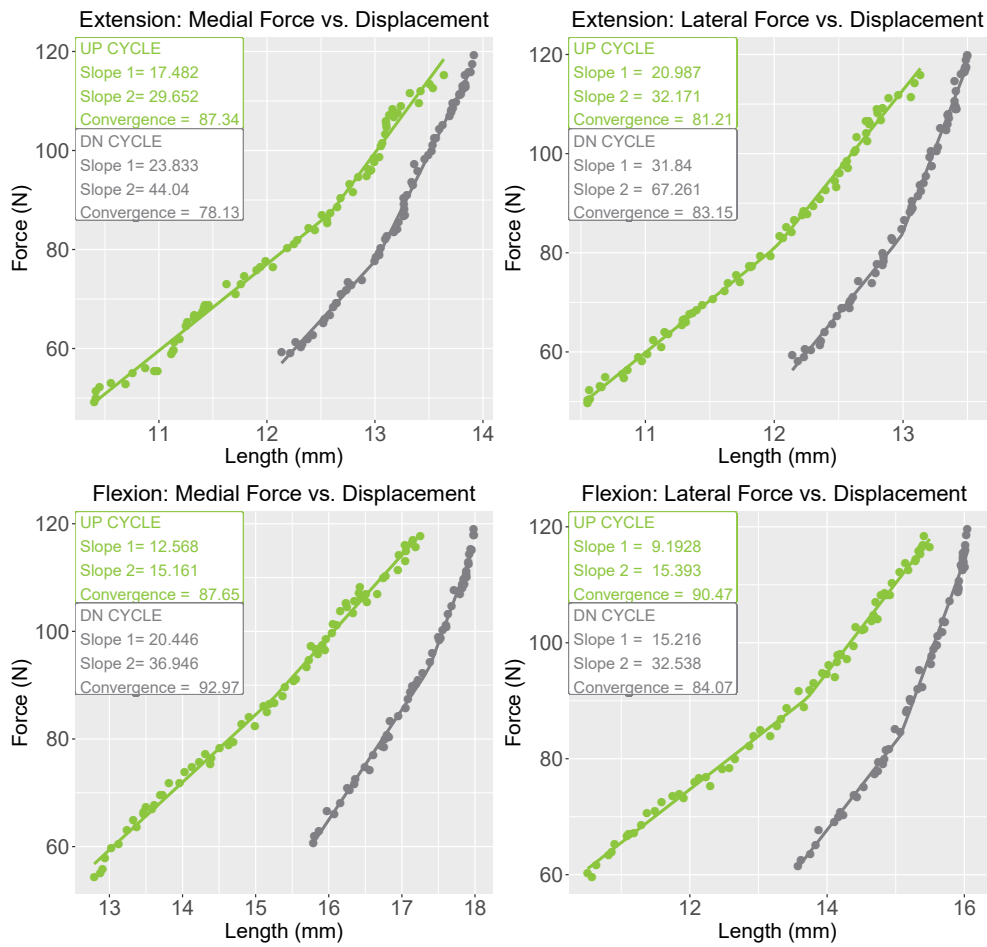 Extension: Medial Force vs. Displacement
UP CYCLE
Slope 1= 17.482
Slope 2= 29.652
Convergence = 87.34
DN CYCLE
Slope 1= 23.833
Slope 2= 44.04
Convergence = 78.13
120
100
80
60
Force (N)
11 12 13 14
Length (mm)
Extension: Lateral Force vs. Displacement
UP CYCLE
Slope 1 = 20.987
Slope 2 = 32.171
Convergence = 81.21
DN CYCLE
Slope 1 = 31.84
Slope 2 = 67.261
Convergence = 83.15
120
100
80
60
Force (N)
11 12 13
Length (mm)
Flexion: Medial Force vs. Displacement
UP CYCLE
Slope 1= 12.568
Slope 2= 15.161
Convergence = 87.65
DN CYCLE
Slope 1= 20.446
Slope 2= 36.946
Convergence = 92.97
120
100
80
60
Force (N)
13 14 15 16 17 18
Length (mm)
Flexion: Lateral Force vs. Displacement
UP CYCLE
Slope 1 = 9.1928
Slope 2 = 15.393
Convergence = 90.47
DN CYCLE
Slope 1 = 15.216
Slope 2 = 32.538
Convergence = 84.07
120
100
80
60
Force (N)
12 14 16
Length (mm)